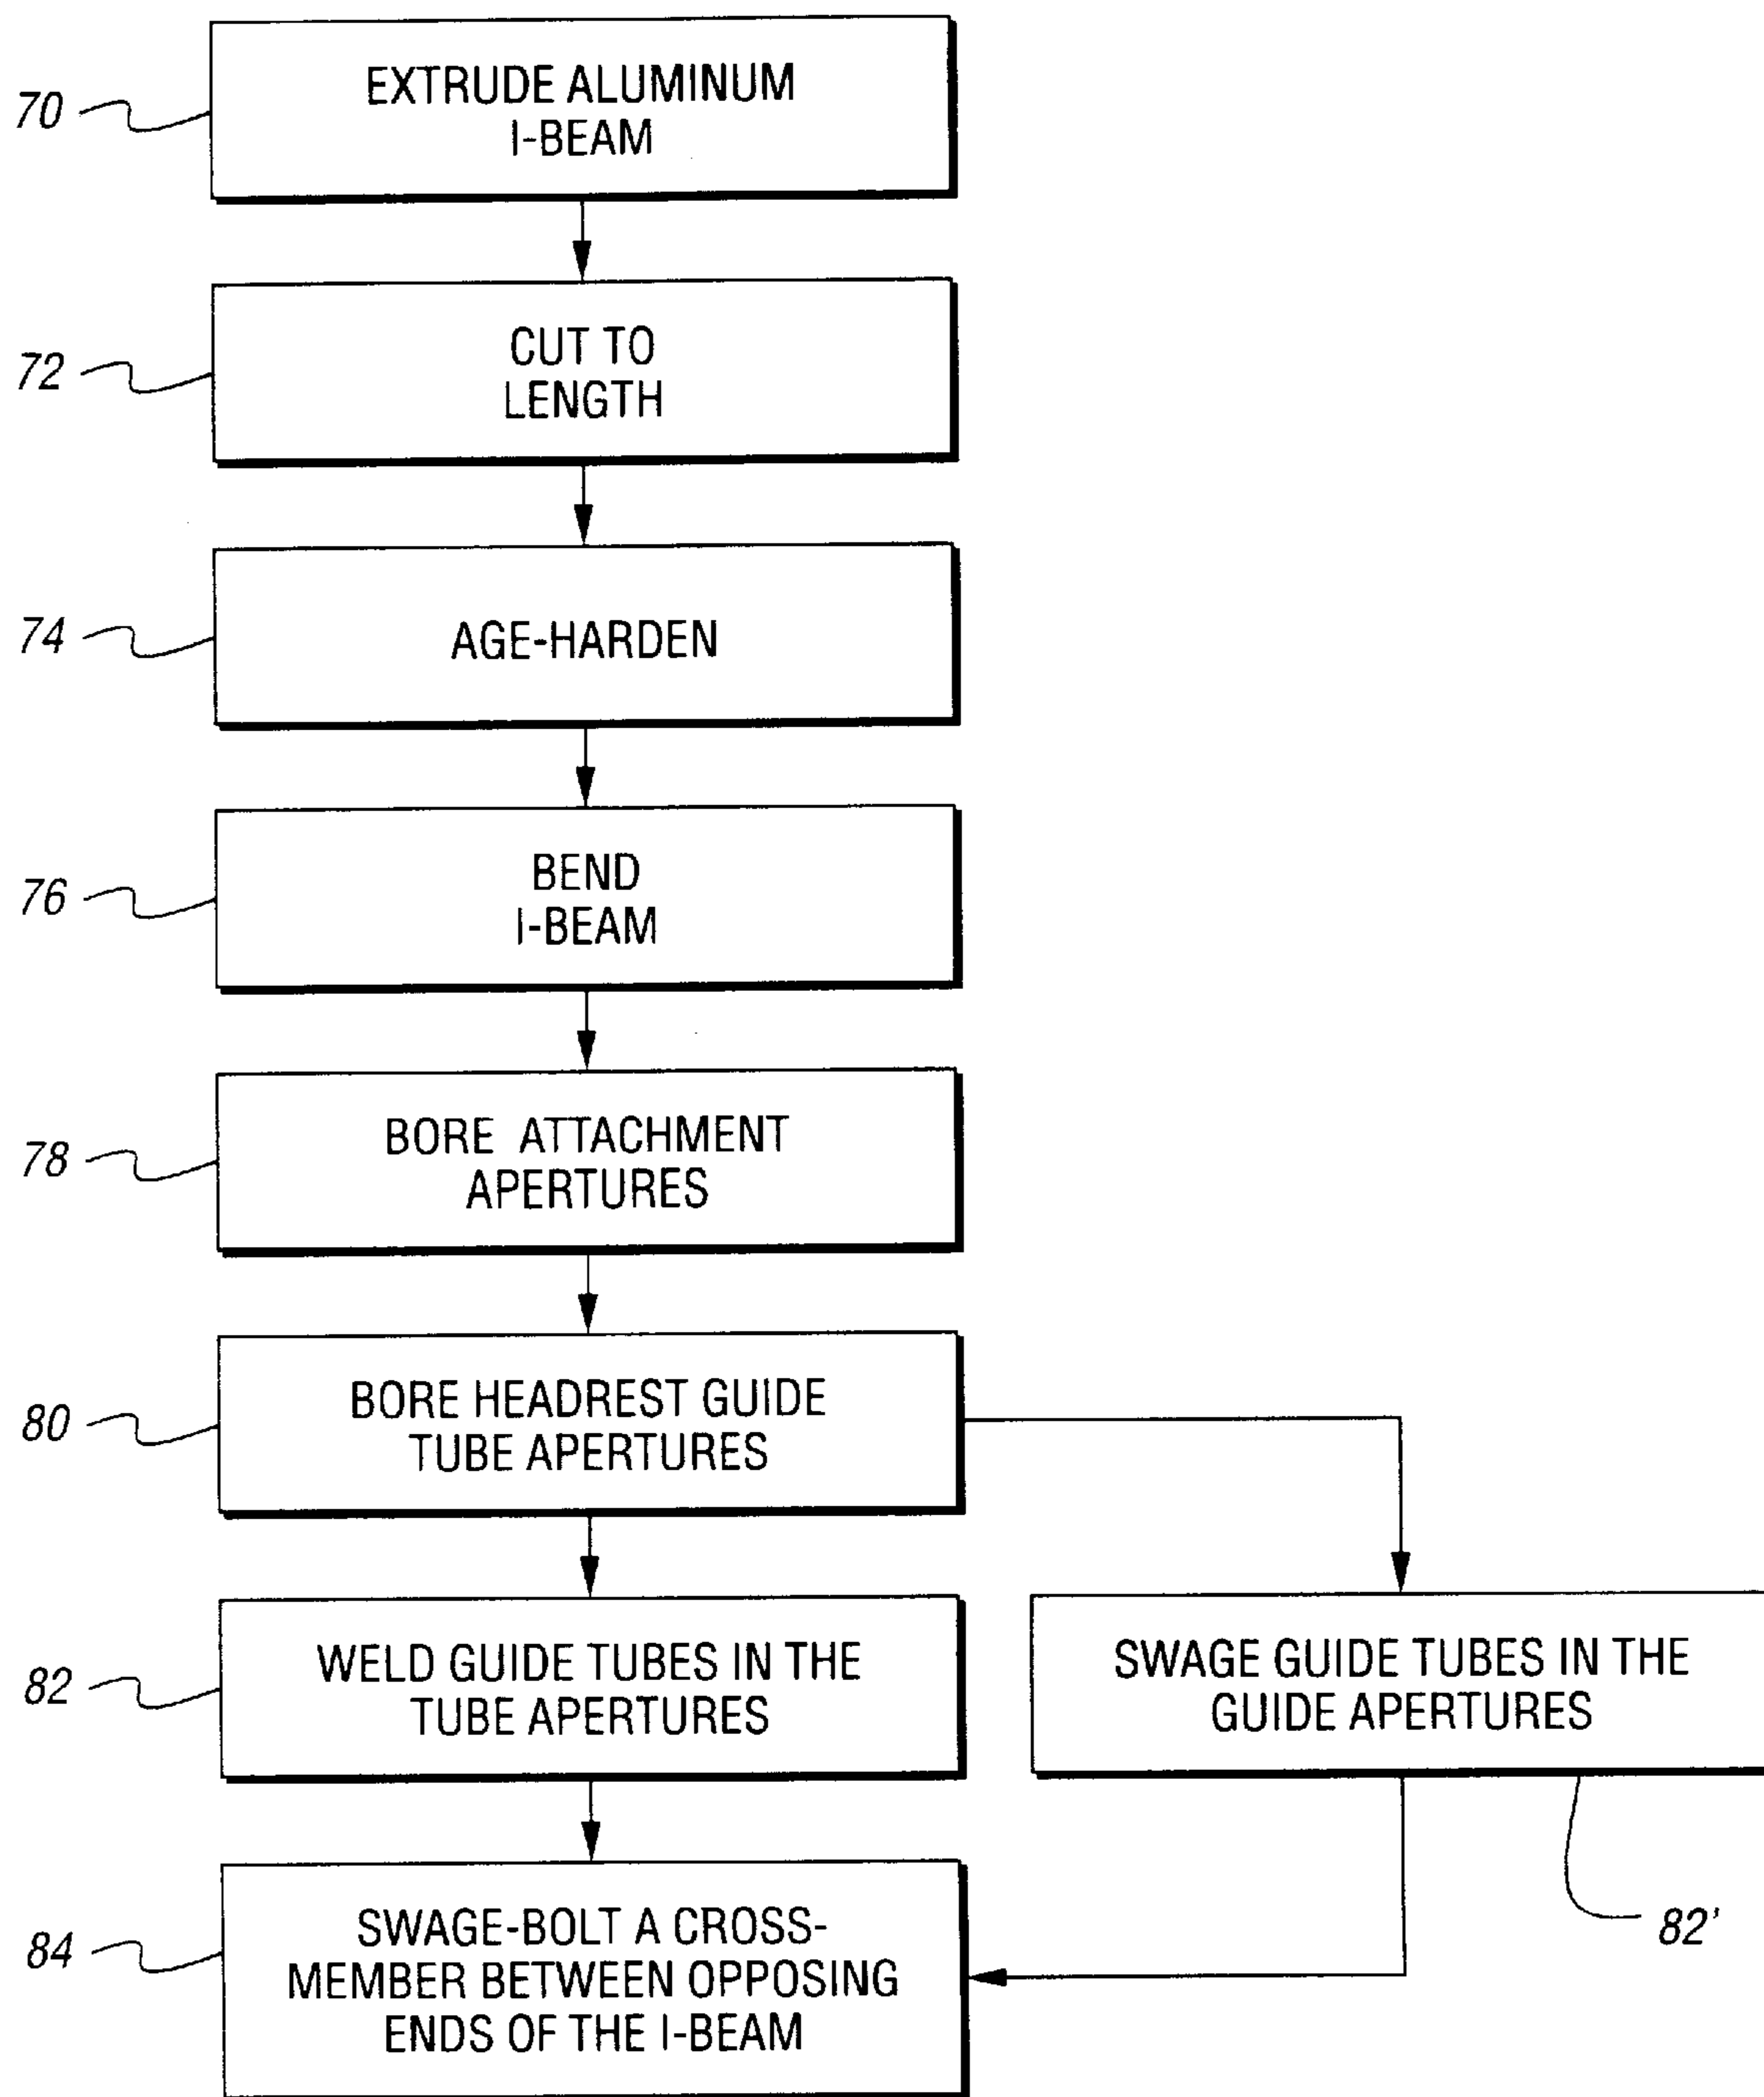 70
EXTRUDE ALUMINUM
I-BEAM
72
CUT TO
LENGTH
74
AGE-HARDEN
76
BEND
I-BEAM
78
BORE ATTACHMENT
APERTURES
80
BORE HEADREST GUIDE
TUBE APERTURES
82
WELD GUIDE TUBES IN THE
TUBE APERTURES
SWAGE GUIDE TUBES IN THE
GUIDE APERTURES
82'
84
SWAGE-BOLT A CROSS-
MEMBER BETWEEN OPPOSING
ENDS OF THE I-BEAM